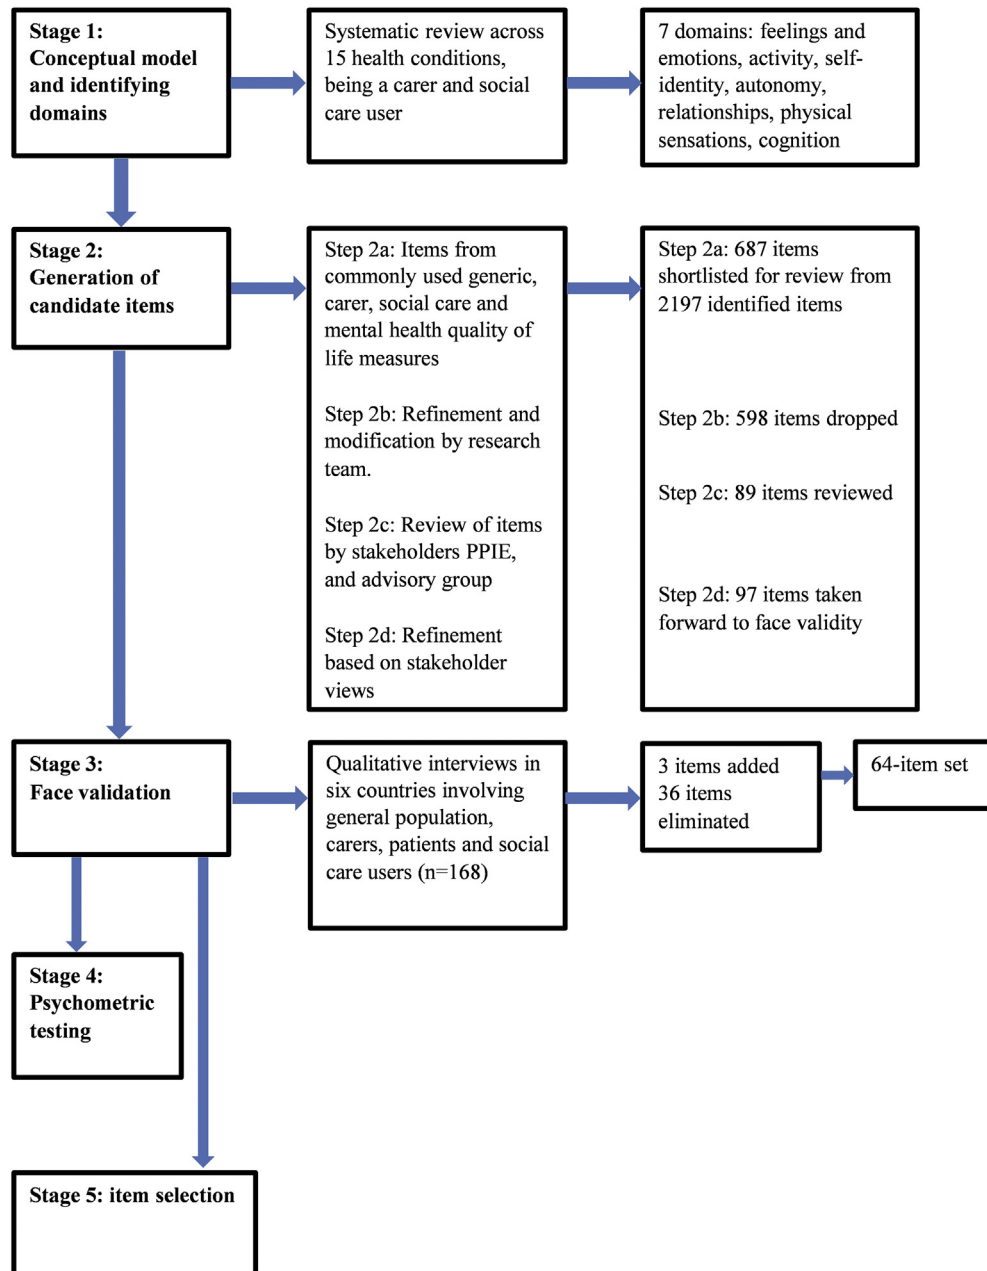 Stage 1:
Conceptual model
and identifying
domains
Systematic review across
15 health conditions,
being a carer and social
care user
7 domains: feelings and
emotions, activity, self-
identity, autonomy,
relationships, physical
sensations, cognition
Stage 2:
Generation of
candidate items
Step 2a: Items from
commonly used generic,
carer, social care and
mental health quality of
life measures
Step 2b: Refinement and
modification by research
team.
Step 2c: Review of items
by stakeholders PPIE,
and advisory group
Step 2d: Refinement
based on stakeholder
views
Step 2a: 687 items
shortlisted for review from
2197 identified items
Step 2b: 598 items dropped
Step 2c: 89 items reviewed
Step 2d: 97 items taken
forward to face validity
Stage 3:
Face validation
Qualitative interviews in
six countries involving
general population,
carers, patients and social
care users (n=168)
3 items added
36 items
eliminated
64-item set
Stage 4:
Psychometric
testing
Stage 5: item selection